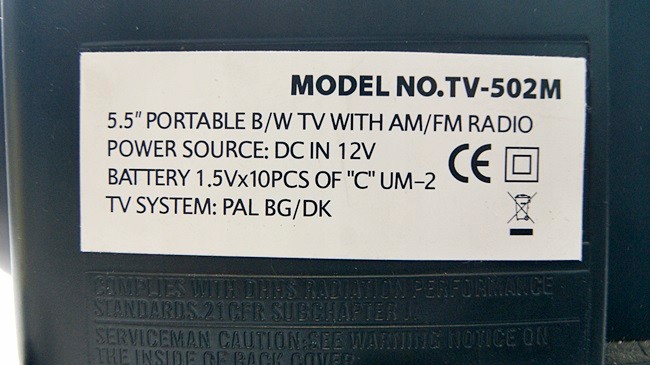 MODEL NO.TV-502M
5.5" PORTABLE B/W TV WITH AM/FM RADIO
POWER SOURCE: DC IN 12V
BATTERY 1.5Vx10PCS OF "C" UM-2
CE
TV SYSTEM: PAL BG/DK
COMPLIES WITH DHHS RADIATION PERFORMANCE
STANDARDS.21 CFR SUBCHAPTER J.
SERVICEMAN CAUTION:SEE WARNING NOTICE ON
THE INSIDE OF BACK COVER